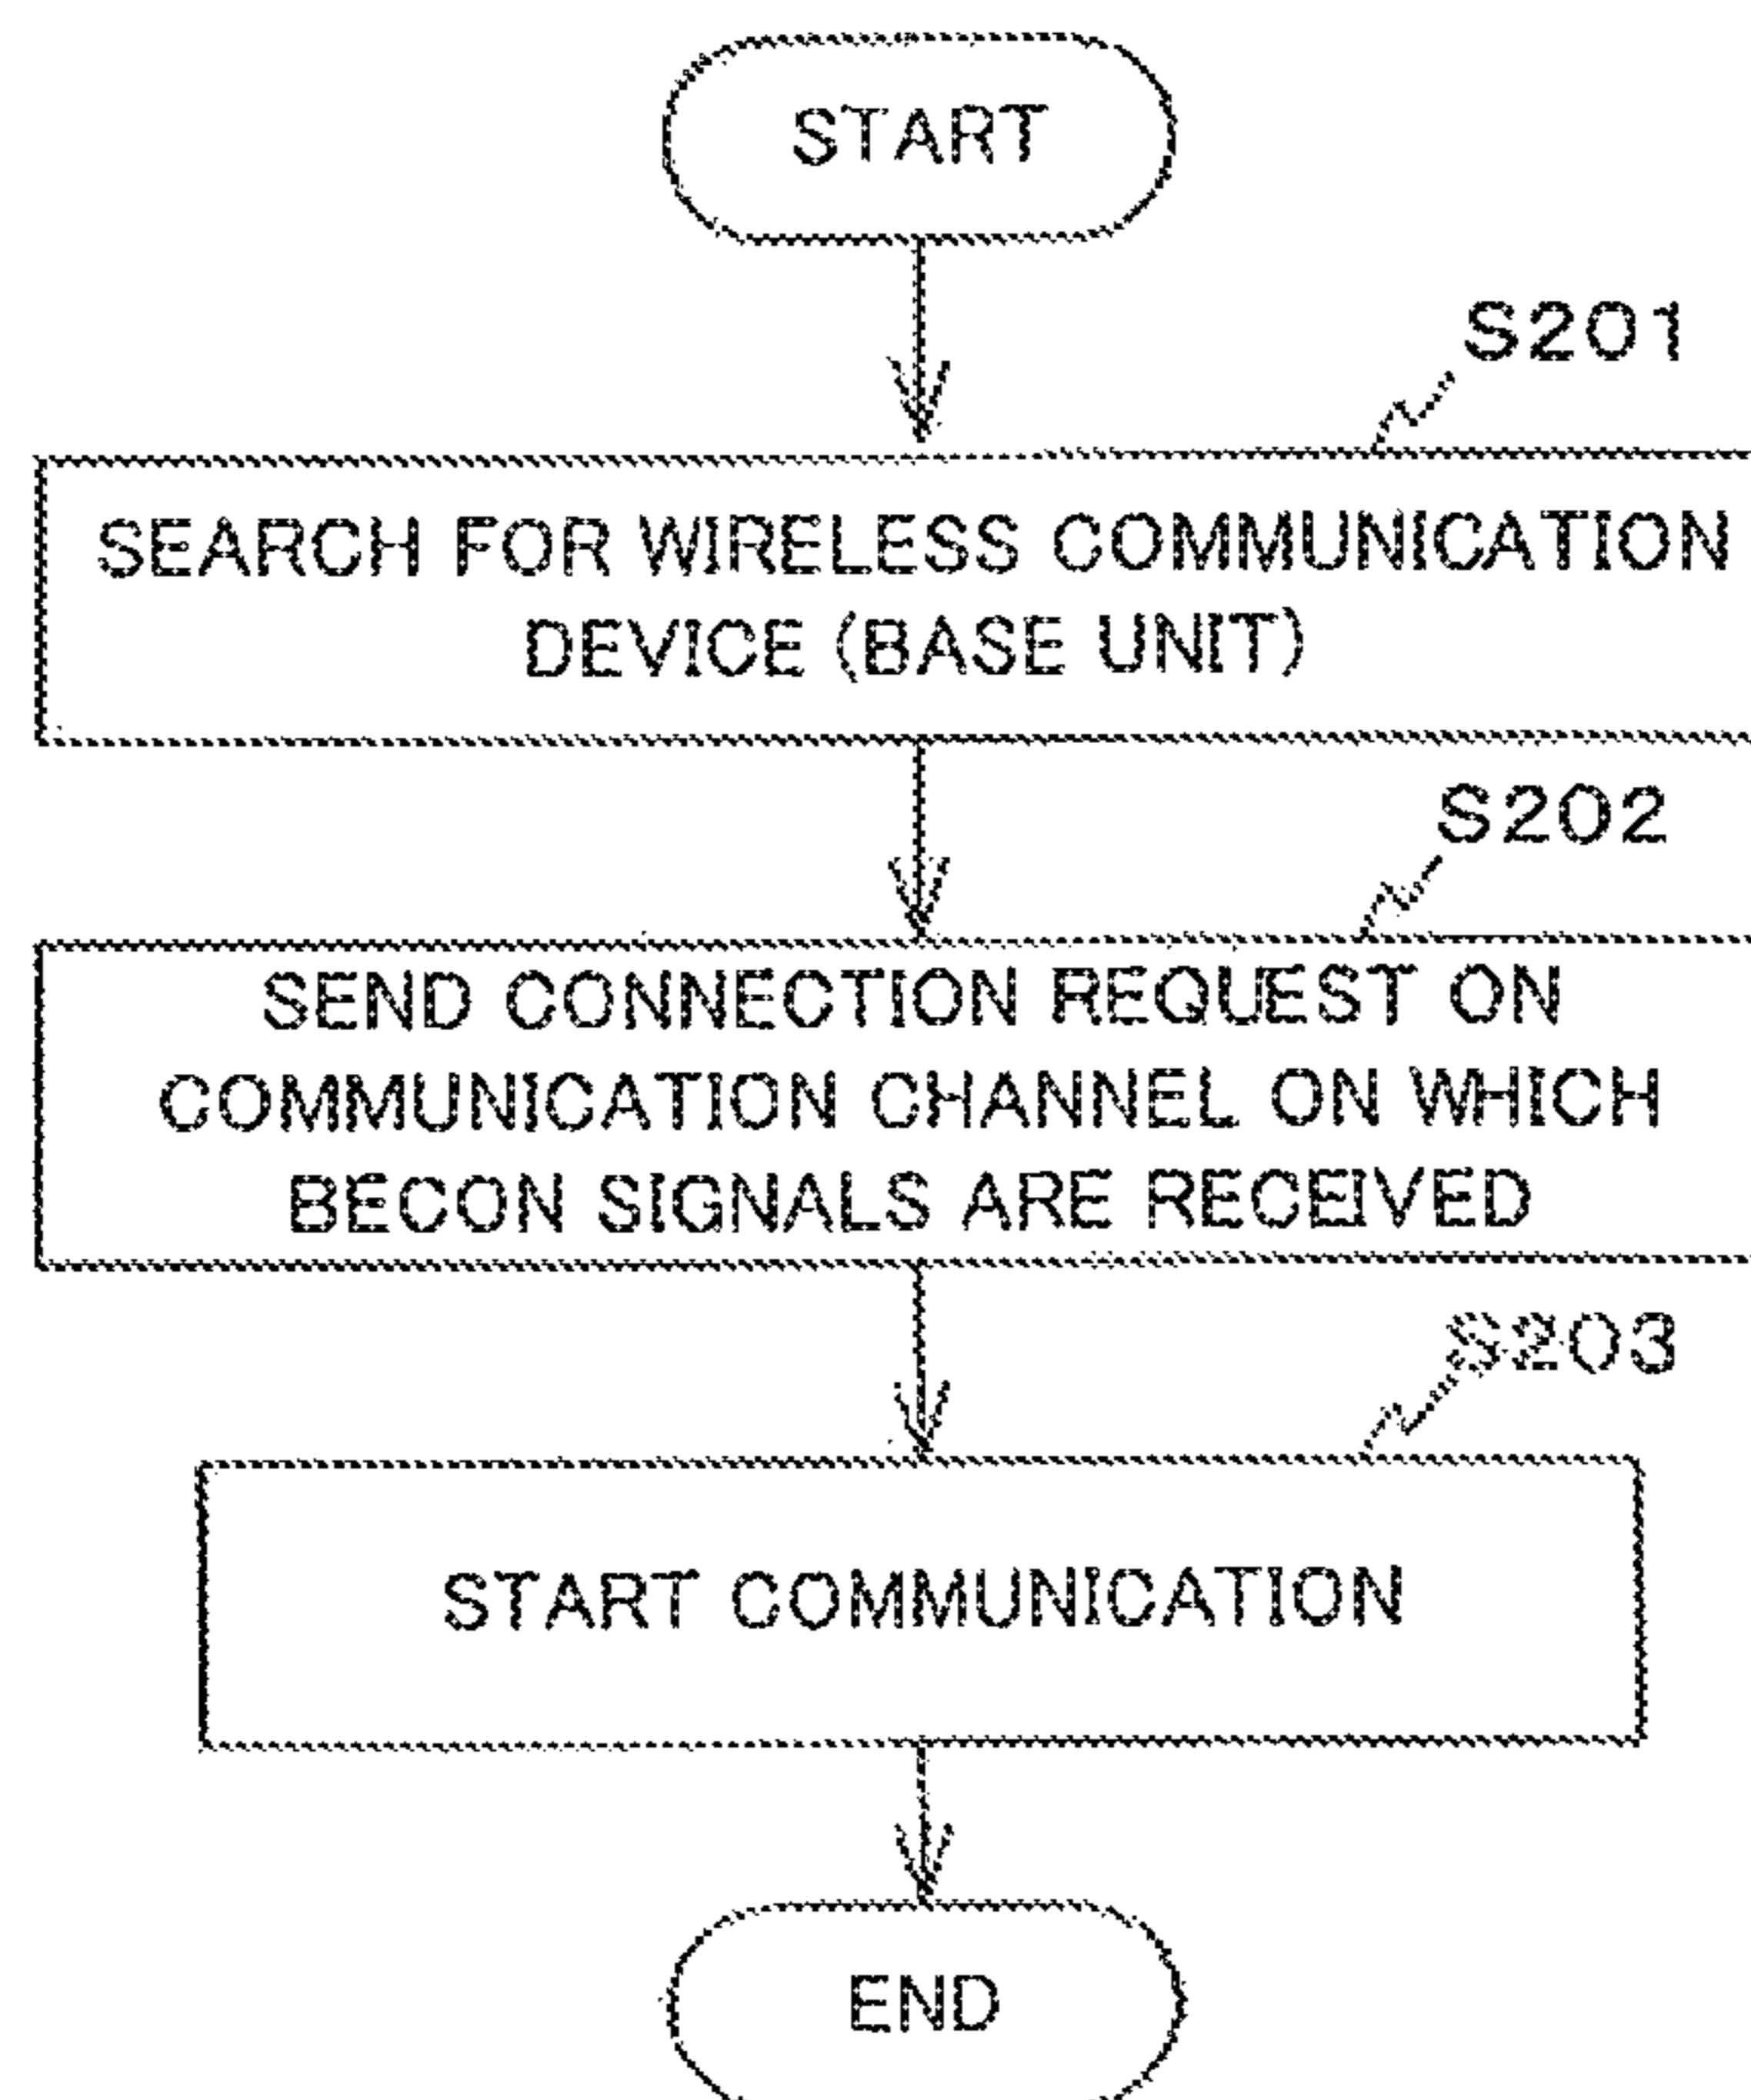 START
S201
SEARCH FOR WIRELESS COMMUNICATION
DEVICE (BASE UNIT)
S202
SEND CONNECTION REQUEST ON
COMMUNICATION CHANNEL ON WHICH
BECON SIGNALS ARE RECEIVED
S203
START COMMUNICATION
END